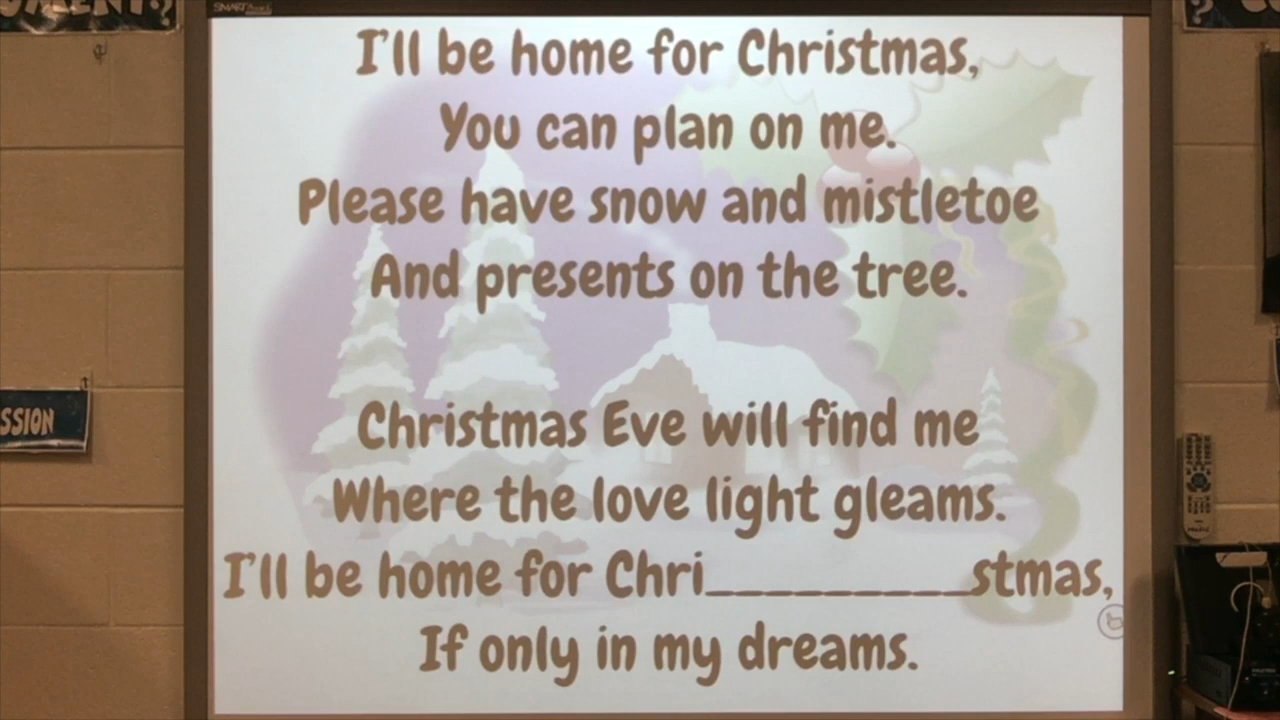 SMART Board
I'll be home for Christmas,
You can plan on me.
Please have snow and mistletoe
And presents on the tree.
Christmas Eve will find me
Where the love light gleams.
I'll be home for Chri__________stmas,
If only in my dreams.
SSION